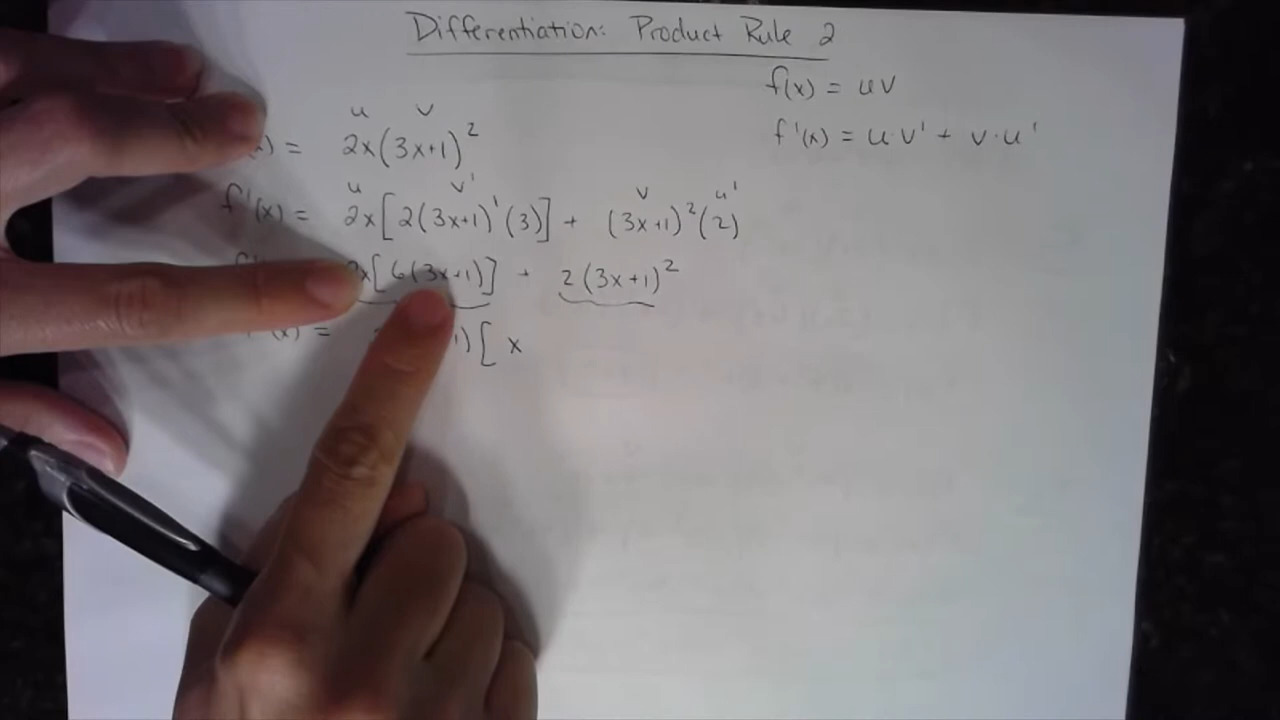 Differentiation: Product Rule 2
f(x) = uv
f'(x) = u·v' + v·u'
u v
x) = 2x(3x+1)²
u v' v u'
f'(x) = 2x[2(3x+1)'(3)] + (3x+1)²(2)
x[6(3x+1)] + 2(3x+1)²
(x) = 1)[x